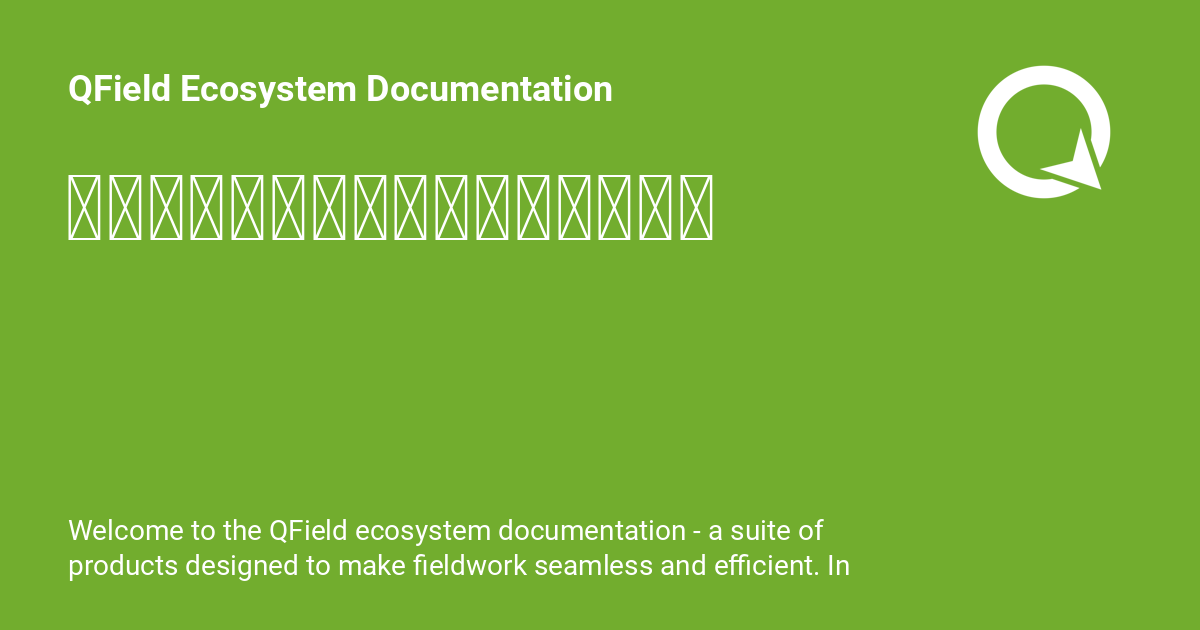 QField Ecosystem Documentation
Welcome to the QField ecosystem documentation - a suite of
products designed to make fieldwork seamless and efficient. In